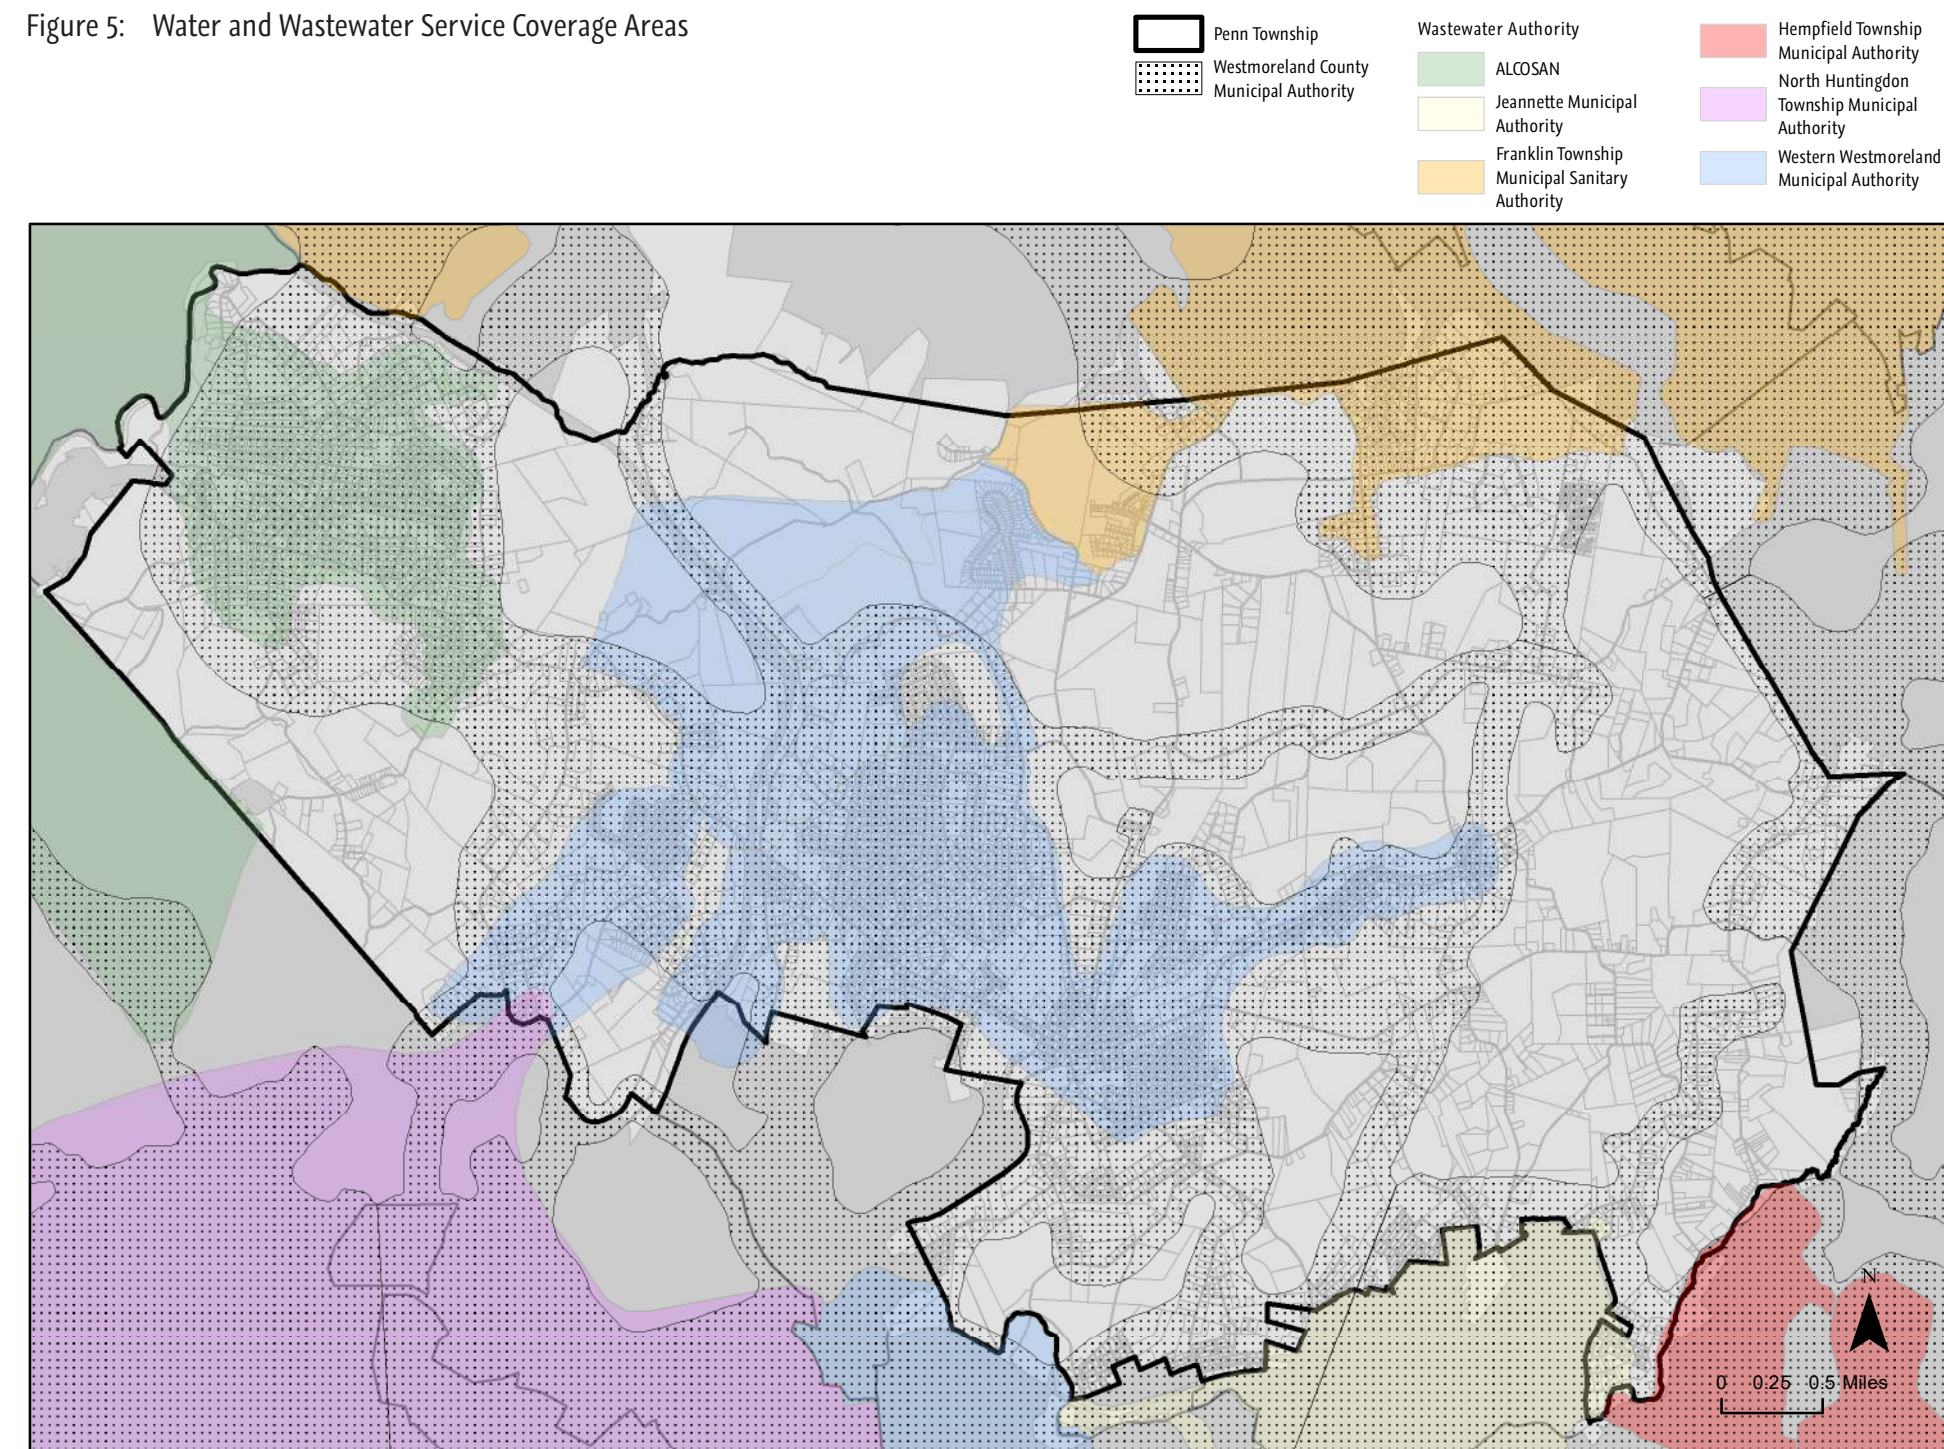 Figure 5: Water and Wastewater Service Coverage Areas
Penn Township
Westmoreland County
Municipal Authority
Wastewater Authority
ALCOSAN
Jeannette Municipal
Authority
Franklin Township
Municipal Sanitary
Authority
Hempfield Township
Municipal Authority
North Huntingdon
Township Municipal
Authority
Western Westmoreland
Municipal Authority
N
0 0.25 0.5 Miles